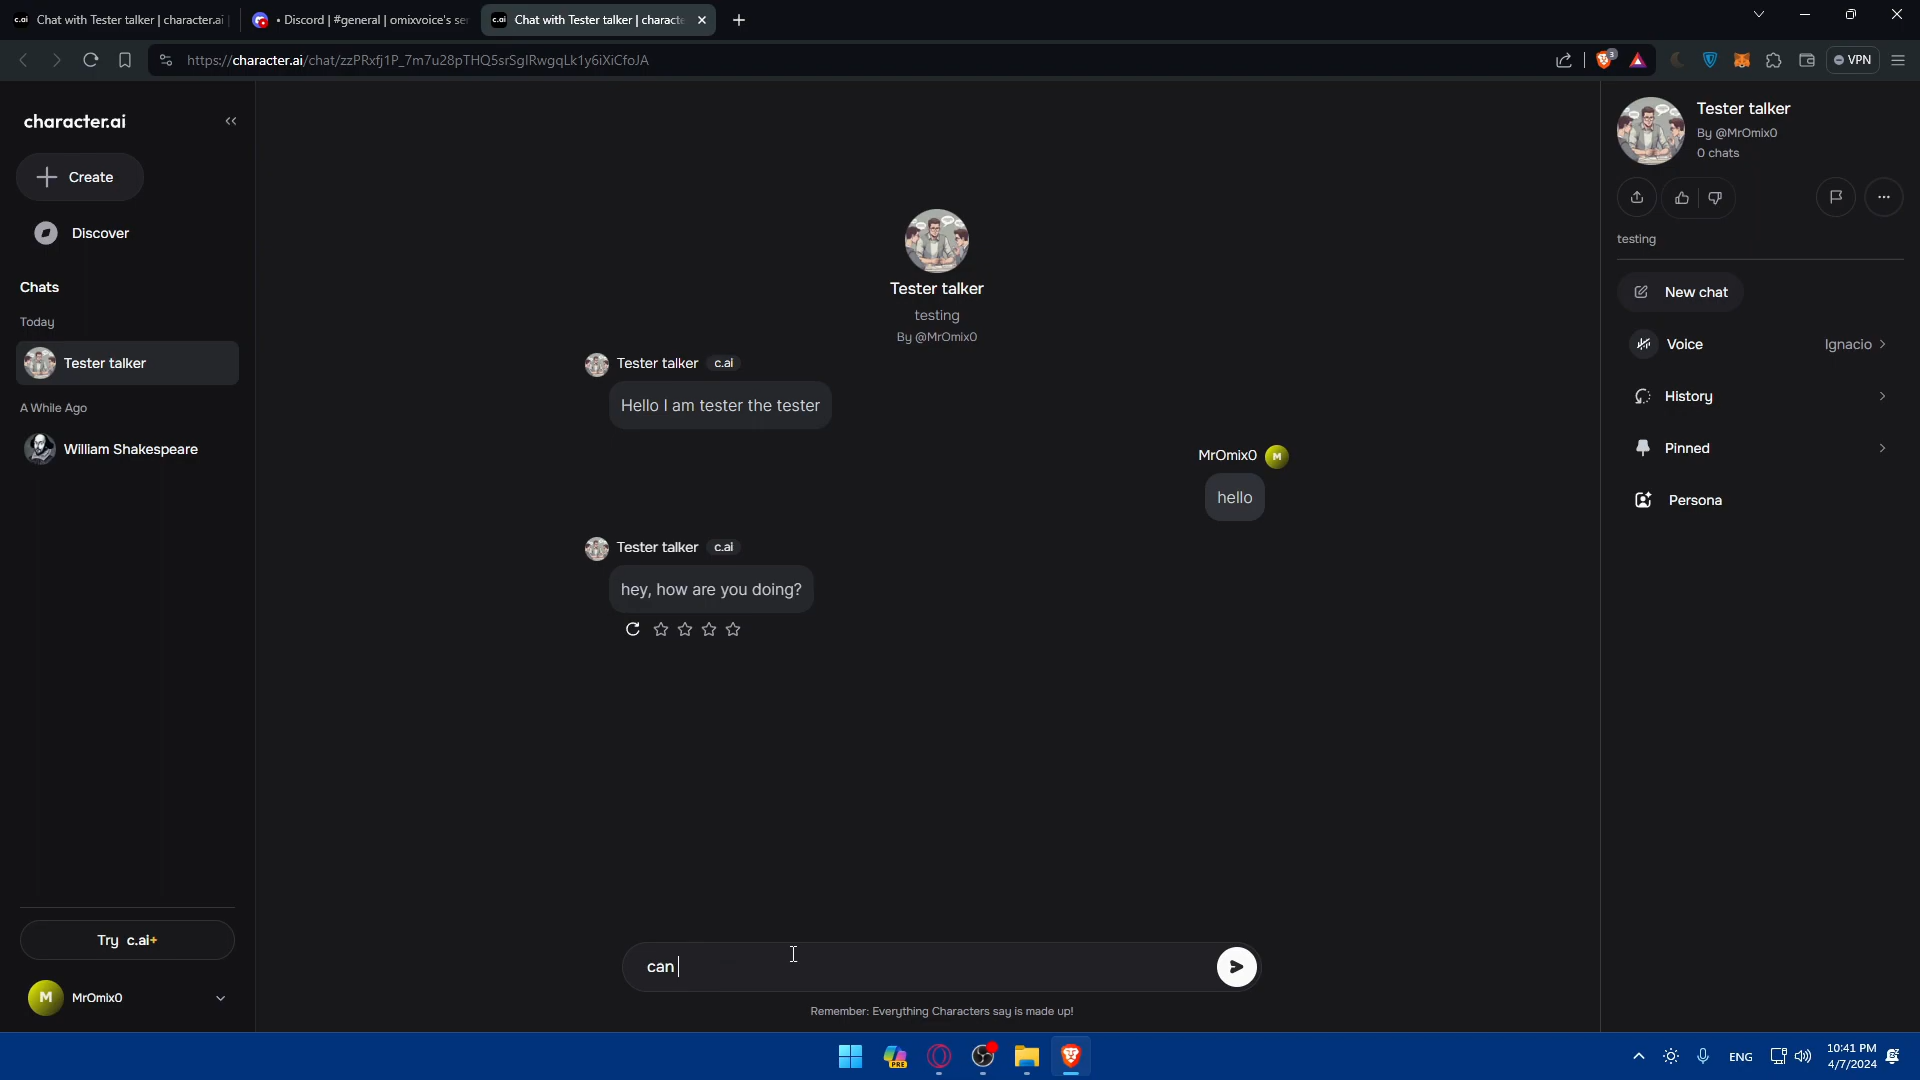 Chat with Tester talker | character.ai
• Discord | #general | omixvoice's ser
Chat with Tester talker | characte
https://character.ai/chat/zzPRxfj1P_7m7u28pTHQ5srSglRwgqLk1y6iXiCfoJA
3
VPN
character.ai
Create
Discover
Chats
Today
Tester talker
A While Ago
William Shakespeare
Try c.ai+
M MrOmix0
Tester talker
testing
By @MrOmix0
Tester talker c.ai
Hello I am tester the tester
MrOmix0 M
hello
Tester talker c.ai
hey, how are you doing?
can
Remember: Everything Characters say is made up!
Tester talker
By @MrOmix0
0 chats
testing
New chat
Voice Ignacio
History
Pinned
Persona
PRE
ENG
10:41 PM
4/7/2024